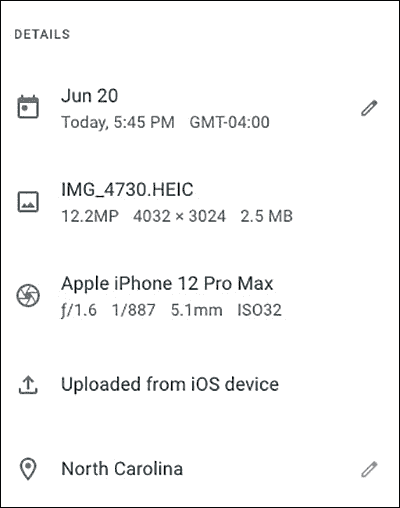 DETAILS
Jun 20
Today, 5:45 PM GMT-04:00
IMG_4730.HEIC
12.2MP 4032 × 3024 2.5 MB
Apple iPhone 12 Pro Max
ƒ/1.6 1/887 5.1mm ISO32
Uploaded from iOS device
North Carolina